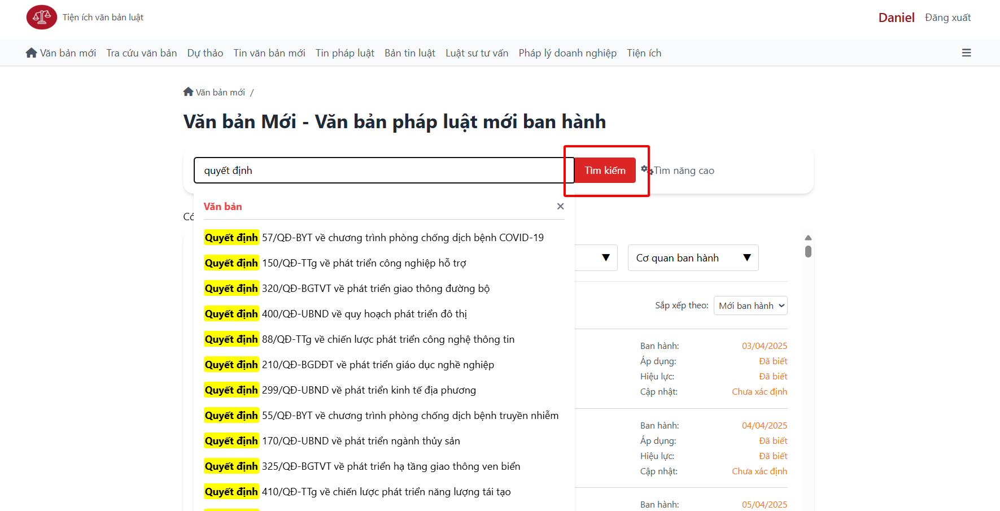 Tiện ích văn bản luật
Daniel Đăng xuất
Văn bản mới Tra cứu văn bản Dự thảo Tin văn bản mới Tin pháp luật Bản tin luật Luật sư tư vấn Pháp lý doanh nghiệp Tiện ích
Văn bản mới /
Văn bản Mới - Văn bản pháp luật mới ban hành
quyết định Tìm kiếm Tìm năng cao
Văn bản
Có
Quyết định 57/QĐ-BYT về chương trình phòng chống dịch bệnh COVID-19
Quyết định 150/QĐ-TTg về phát triển công nghiệp hỗ trợ
Quyết định 320/QĐ-BGTVT về phát triển giao thông đường bộ
Quyết định 400/QĐ-UBND về quy hoạch phát triển đô thị
Quyết định 88/QĐ-TTg về chiến lược phát triển công nghệ thông tin
Quyết định 210/QĐ-BGDĐT về phát triển giáo dục nghề nghiệp
Quyết định 299/QĐ-UBND về phát triển kinh tế địa phương
Quyết định 55/QĐ-BYT về chương trình phòng chống dịch bệnh truyền nhiễm
Quyết định 170/QĐ-UBND về phát triển ngành thủy sản
Quyết định 325/QĐ-BGTVT về phát triển hạ tầng giao thông ven biển
Quyết định 410/QĐ-TTg về chiến lược phát triển năng lượng tái tạo
Cơ quan ban hành
Sắp xếp theo: Mới ban hành
Ban hành: 03/04/2025
Áp dụng: Đã biết
Hiệu lực: Đã biết
Cập nhật: Chưa xác định
Ban hành: 04/04/2025
Áp dụng: Đã biết
Hiệu lực: Đã biết
Cập nhật: Chưa xác định
Ban hành: 05/04/2025